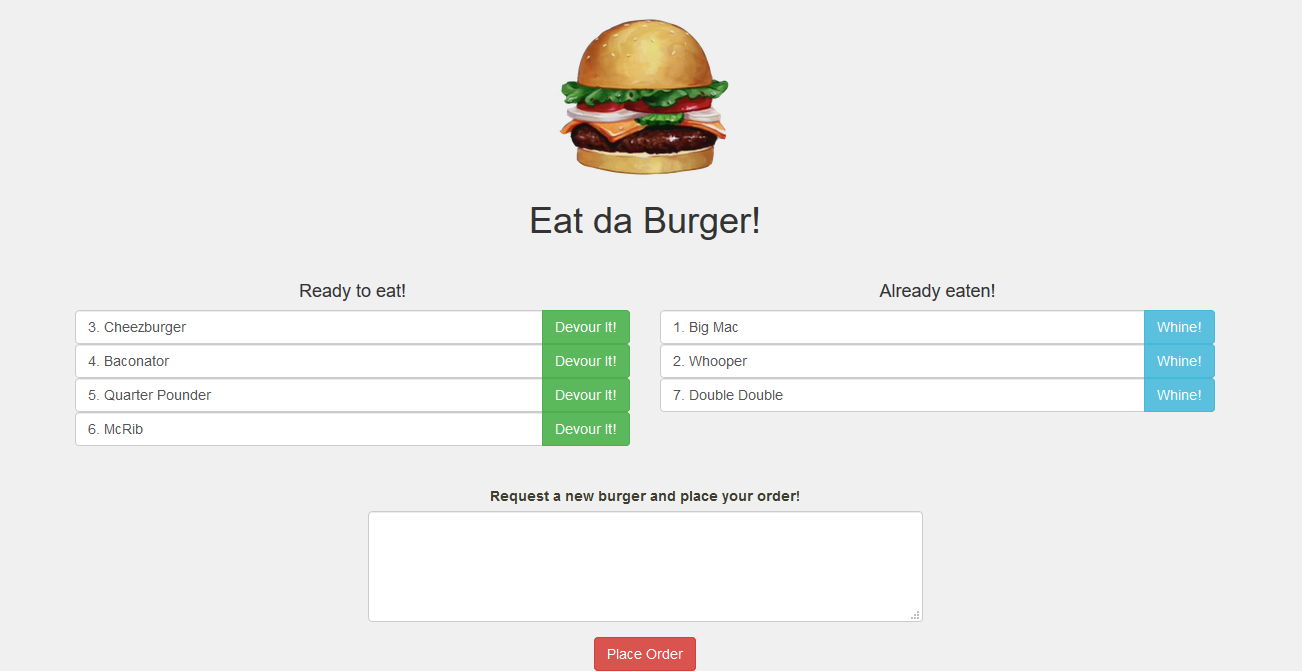 Eat da Burger!
Ready to eat!
3. Cheezburger Devour It!
4. Baconator Devour It!
5. Quarter Pounder Devour It!
6. McRib Devour It!
Already eaten!
1. Big Mac Whine!
2. Whooper Whine!
7. Double Double Whine!
Request a new burger and place your order!
Place Order